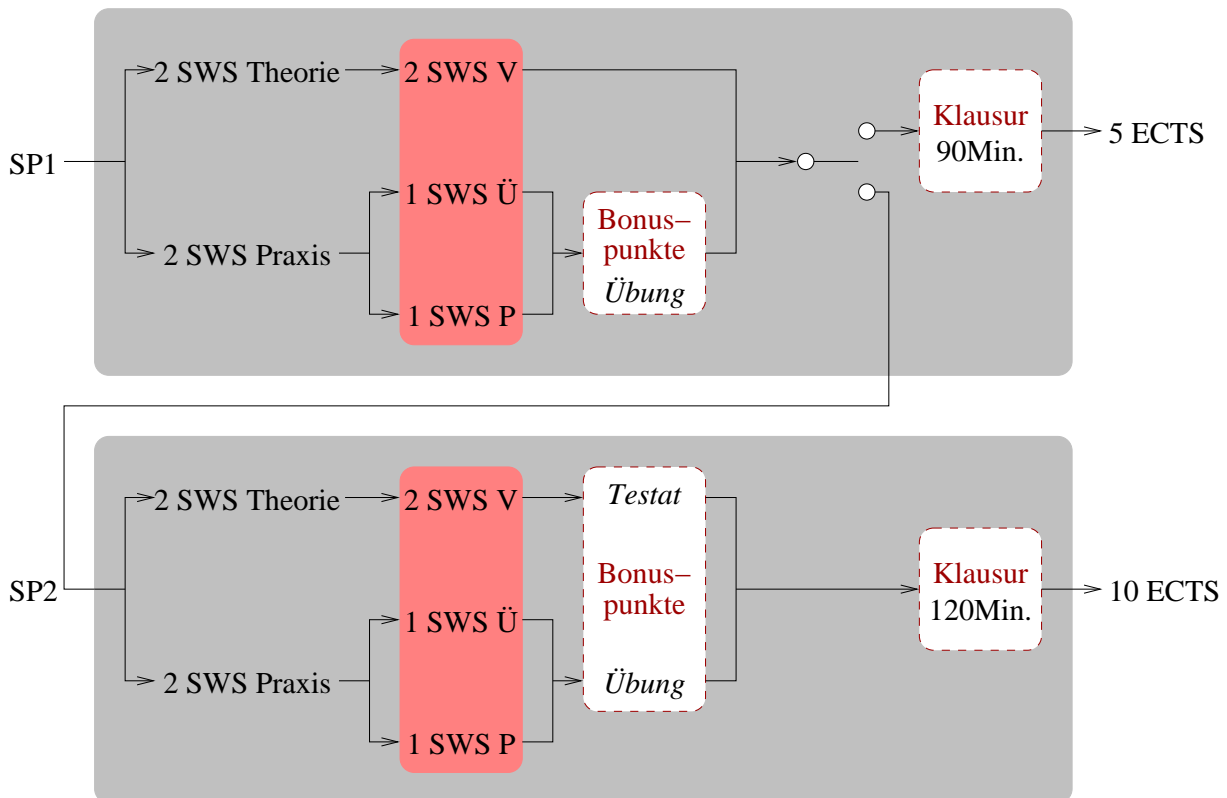 2 SWS Theorie
2 SWS V
Klausur
90Min.
5 ECTS
SP1
1 SWS Ü
Bonus–
punkte
Übung
2 SWS Praxis
1 SWS P
2 SWS Theorie
2 SWS V
Testat
SP2
Bonus–
punkte
Klausur
120Min.
10 ECTS
1 SWS Ü
2 SWS Praxis
Übung
1 SWS P